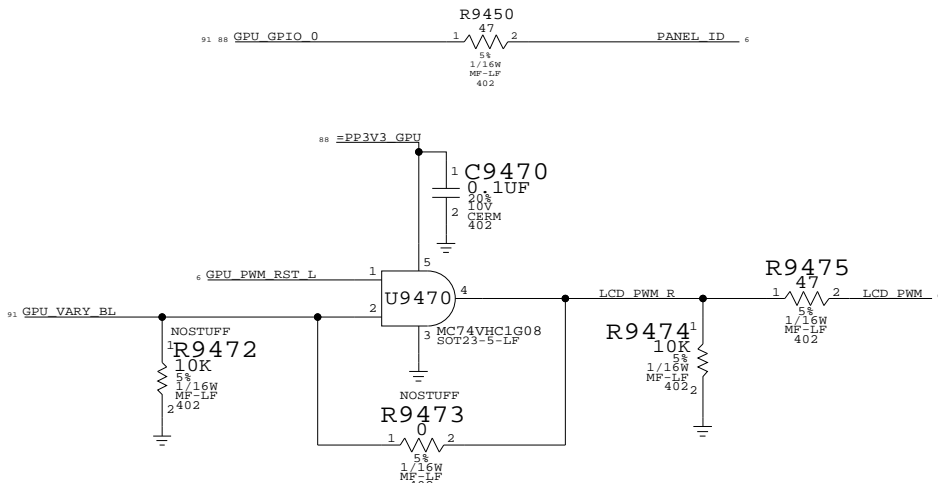 R9450
47
91 88 GPU_GPIO_0 1 2 PANEL_ID 6
5%
1/16W
MF-LF
402
88 =PP3V3_GPU
1 C9470
0.1UF
20%
10V
2 CERM
402
5
6 GPU_PWM_RST_L 1
U9470 4 LCD_PWM_R
91 GPU_VARY_BL 2
3 MC74VHC1G08
SOT23-5-LF
R9475
47
1 2 LCD_PWM
5%
1/16W
MF-LF
402
R9474 1
10K
5%
1/16W
MF-LF
402 2
NOSTUFF
1 R9472
10K
5%
1/16W
MF-LF
2 402
NOSTUFF
R9473
0
1 2
5%
1/16W
MF-LF